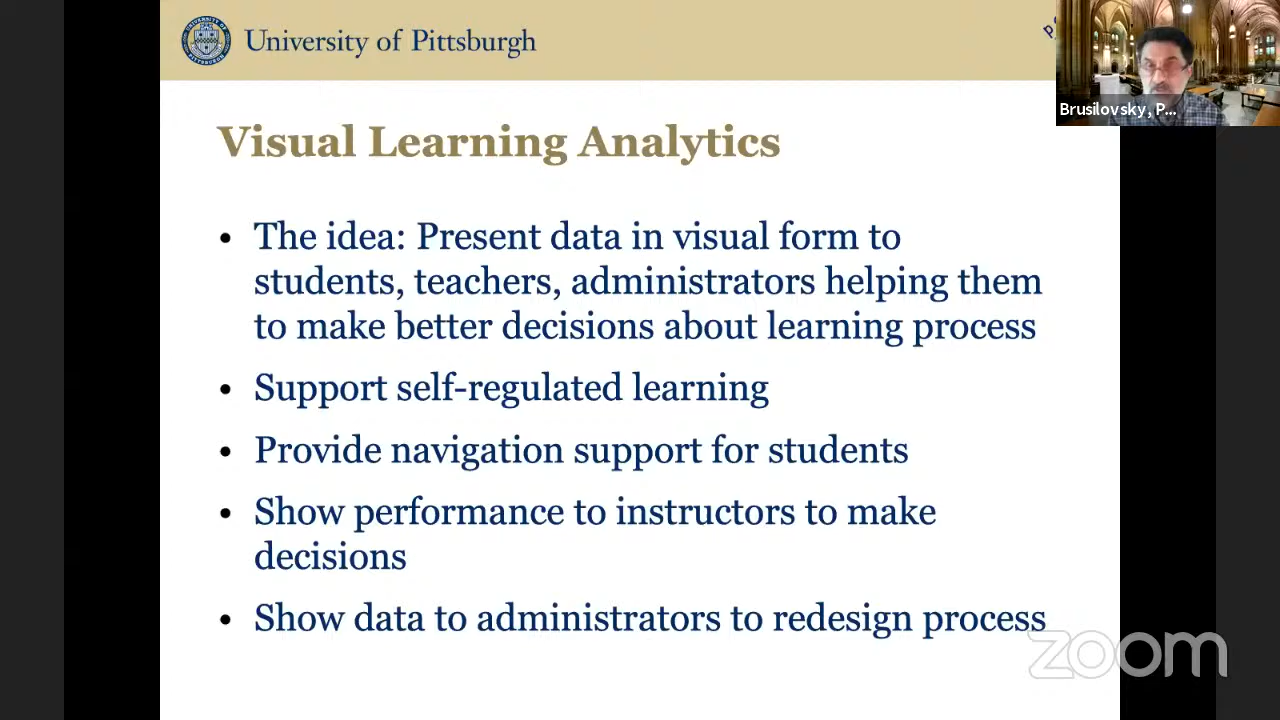 University of Pittsburgh
Brusilovsky, P...
Visual Learning Analytics
• The idea: Present data in visual form to
students, teachers, administrators helping them
to make better decisions about learning process
• Support self-regulated learning
• Provide navigation support for students
• Show performance to instructors to make
decisions
• Show data to administrators to redesign process
zoom